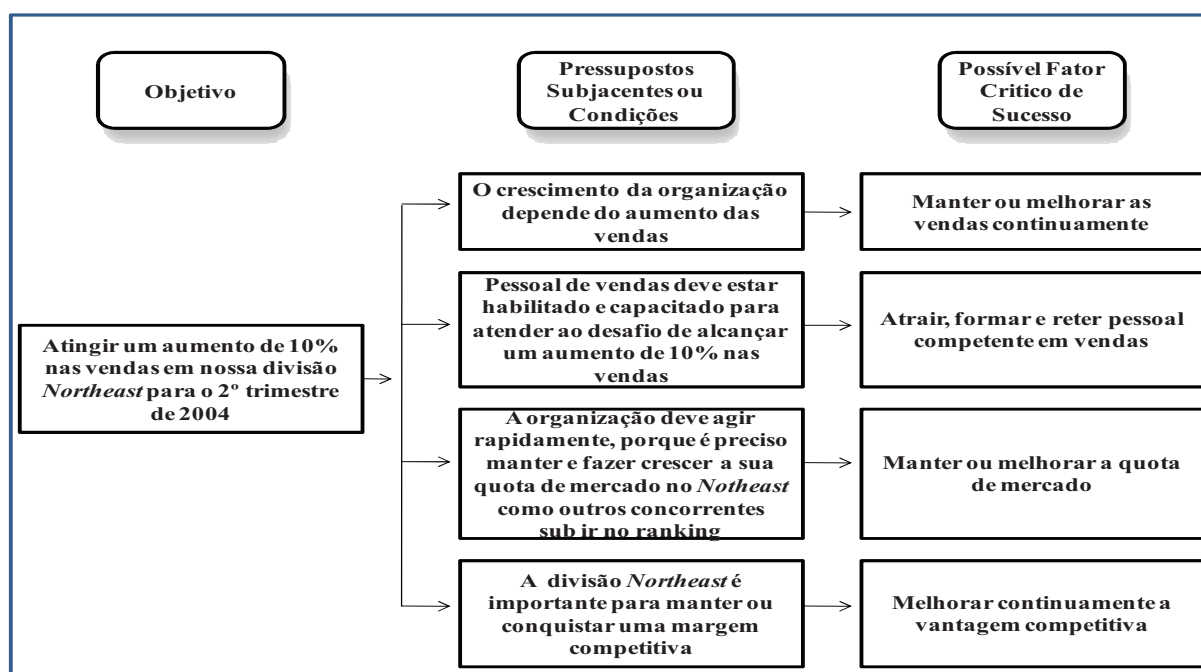 Objetivo
Pressupostos
Subjacentes ou
Condições
Possível Fator
Critico de
Sucesso
Atingir um aumento de 10%
nas vendas em nossa divisão
Northeast para o 2º trimestre
de 2004
O crescimento da organização
depende do aumento das
vendas
Manter ou melhorar as
vendas continuamente
Pessoal de vendas deve estar
habilitado e capacitado para
atender ao desafio de alcançar
um aumento de 10% nas
vendas
Atrair, formar e reter pessoal
competente em vendas
A organização deve agir
rapidamente, porque é preciso
manter e fazer crescer a sua
quota de mercado no Notheast
como outros concorrentes
sub ir no ranking
Manter ou melhorar a quota
de mercado
A divisão Northeast é
importante para manter ou
conquistar uma margem
competitiva
Melhorar continuamente a
vantagem competitiva